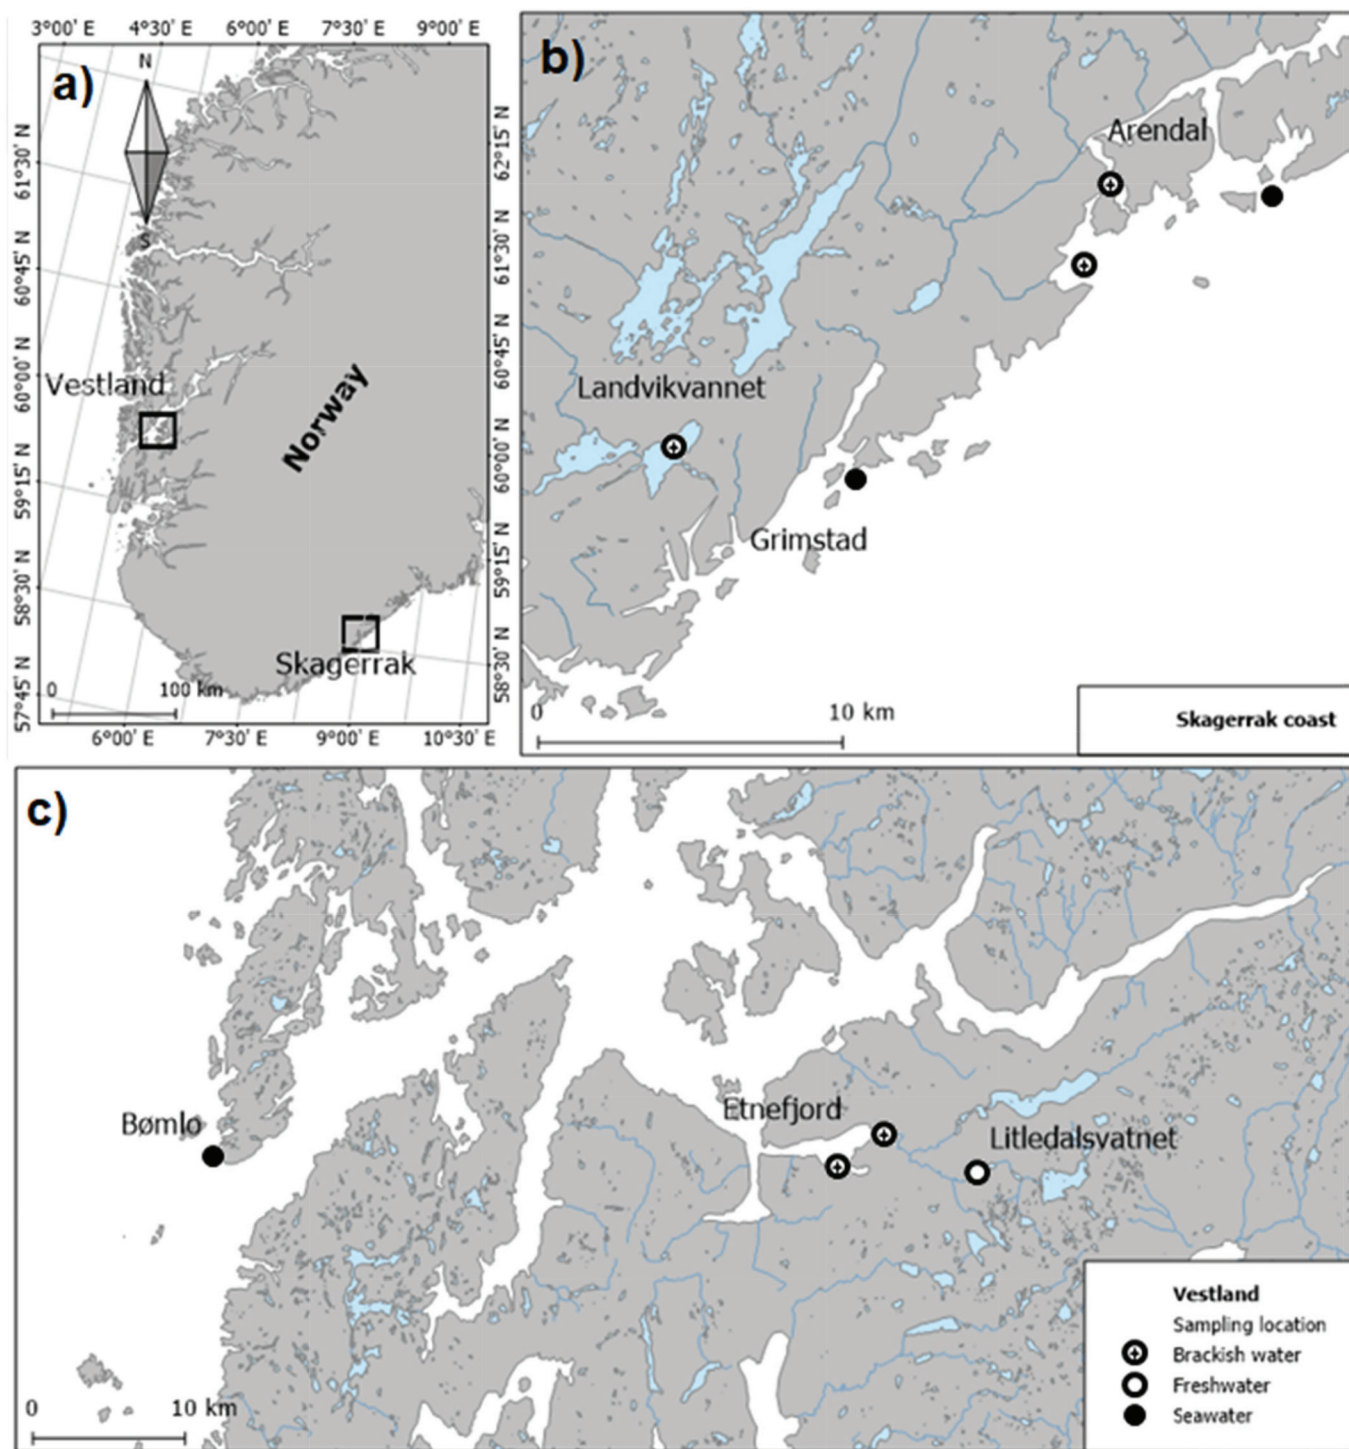 3°00' E 4°30' E 6°00' E 7°30' E 9°00' E
a)
N
S
61°30' N
60°45' N
60°00' N
59°15' N
58°30' N
57°45' N
62°15' N
61°30' N
60°45' N
60°00' N
59°15' N
58°30' N
Vestland
Norway
Skagerrak
0 100 km
6°00' E 7°30' E 9°00' E 10°30' E
b)
Arendal
Landvikvannet
Grimstad
0 10 km
Skagerrak coast
c)
Bømlo
Etnefjord
Litledalsvatnet
0 10 km
Vestland
Sampling location
Brackish water
Freshwater
Seawater